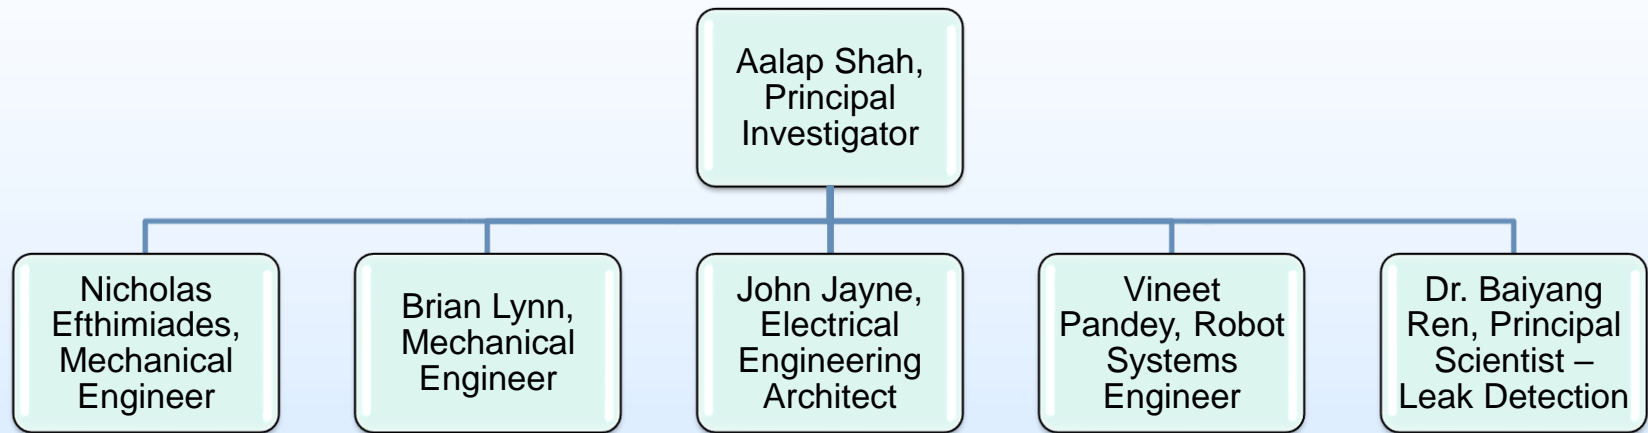 Aalap Shah,
Principal
Investigator
Nicholas
Efthimiades,
Mechanical
Engineer
Brian Lynn,
Mechanical
Engineer
John Jayne,
Electrical
Engineering
Architect
Vineet
Pandey, Robot
Systems
Engineer
Dr. Baiyang
Ren, Principal
Scientist –
Leak Detection